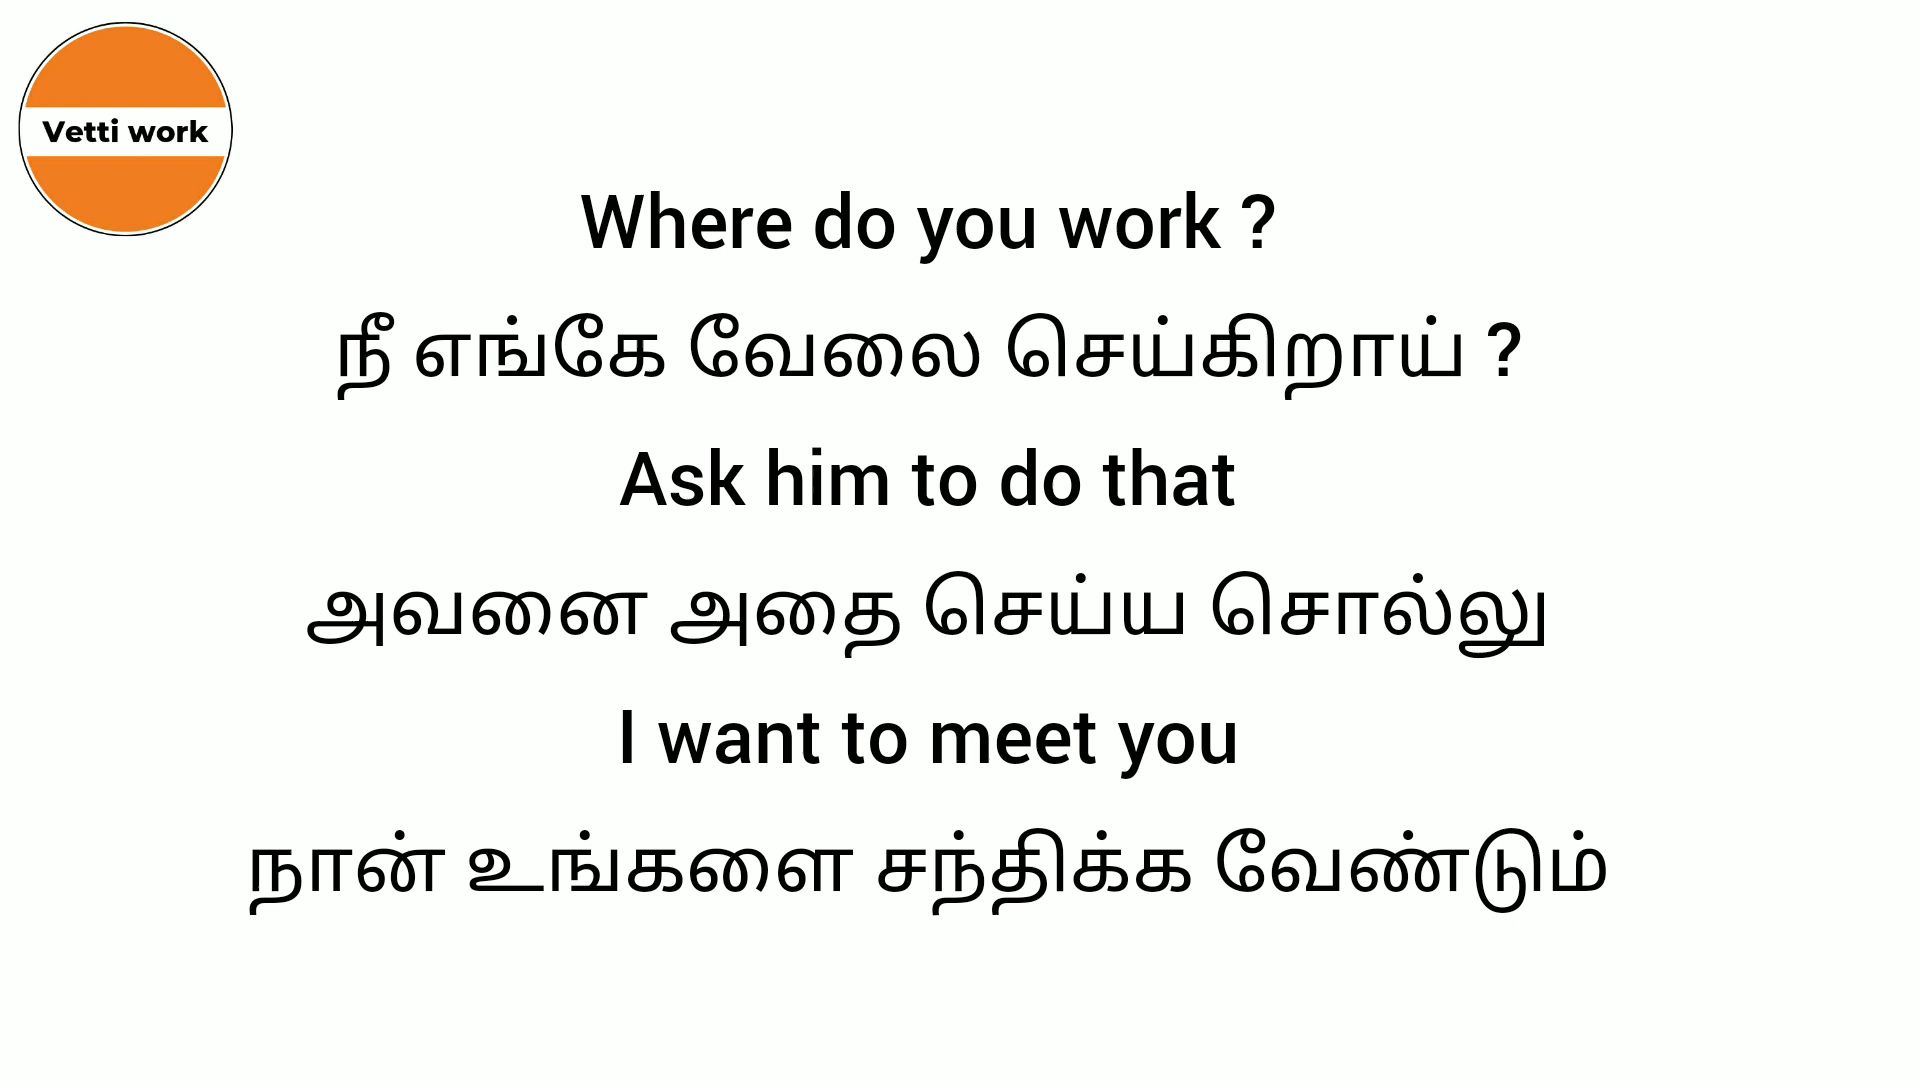 Vetti work
Where do you work ?
நீ எங்கே வேலை செய்கிறாய் ?
Ask him to do that
அவனை அதை செய்ய சொல்லு
I want to meet you
நான் உங்களை சந்திக்க வேண்டும்